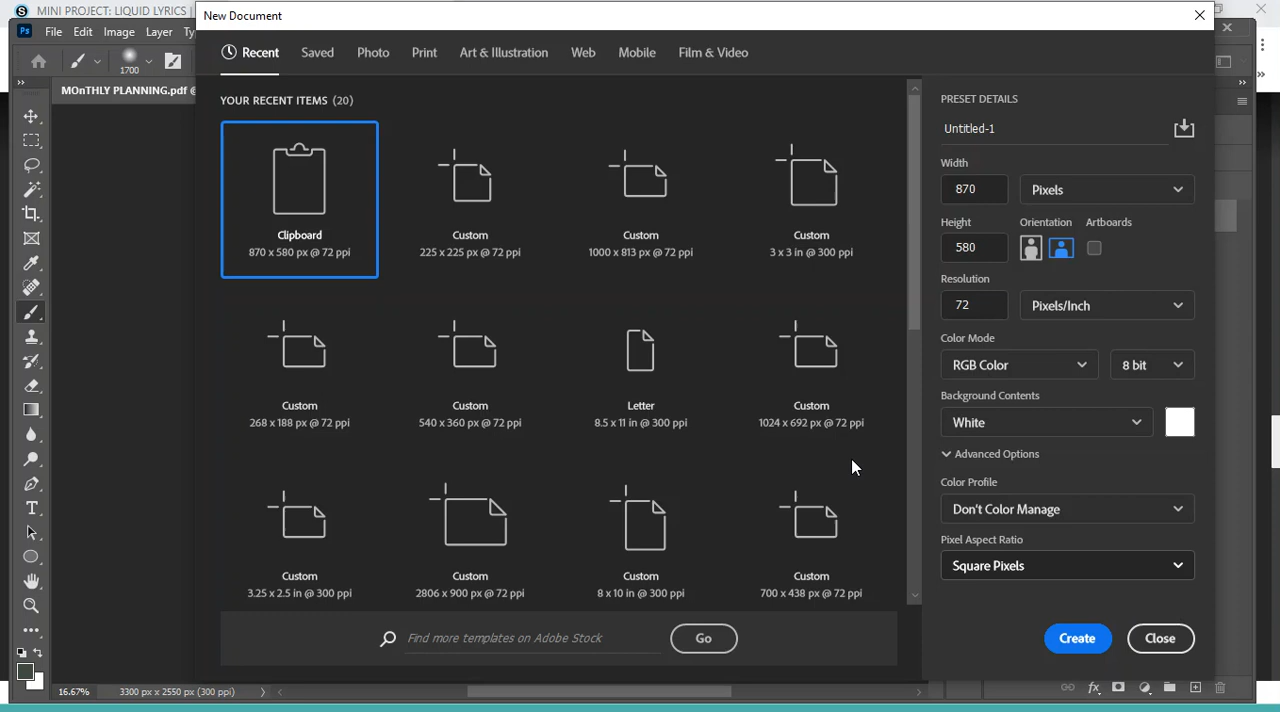 MINI PROJECT: LIQUID LYRICS
New Document
Ps File Edit Image Layer Ty
Recent Saved Photo Print Art & Illustration Web Mobile Film & Video
1700
MOnTHLY PLANNING.pdf @
YOUR RECENT ITEMS (20)
Clipboard
870 x 580 px @ 72 ppi
Custom
225 x 225 px @ 72 ppi
Custom
1000 x 813 px @ 72 ppi
Custom
3 x 3 in @ 300 ppi
Custom
268 x 188 px @ 72 ppi
Custom
540 x 360 px @ 72 ppi
Letter
8.5 x 11 in @ 300 ppi
Custom
1024 x 692 px @ 72 ppi
Custom
3.25 x 2.5 in @ 300 ppi
Custom
2806 x 900 px @ 72 ppi
Custom
8 x 10 in @ 300 ppi
Custom
700 x 438 px @ 72 ppi
Find more templates on Adobe Stock
Go
PRESET DETAILS
Untitled-1
Width
870 Pixels
Height Orientation Artboards
580
Resolution
72 Pixels/Inch
Color Mode
RGB Color 8 bit
Background Contents
White
Advanced Options
Color Profile
Don't Color Manage
Pixel Aspect Ratio
Square Pixels
Create Close
16.67% 3300 px x 2550 px (300 ppi)
fx